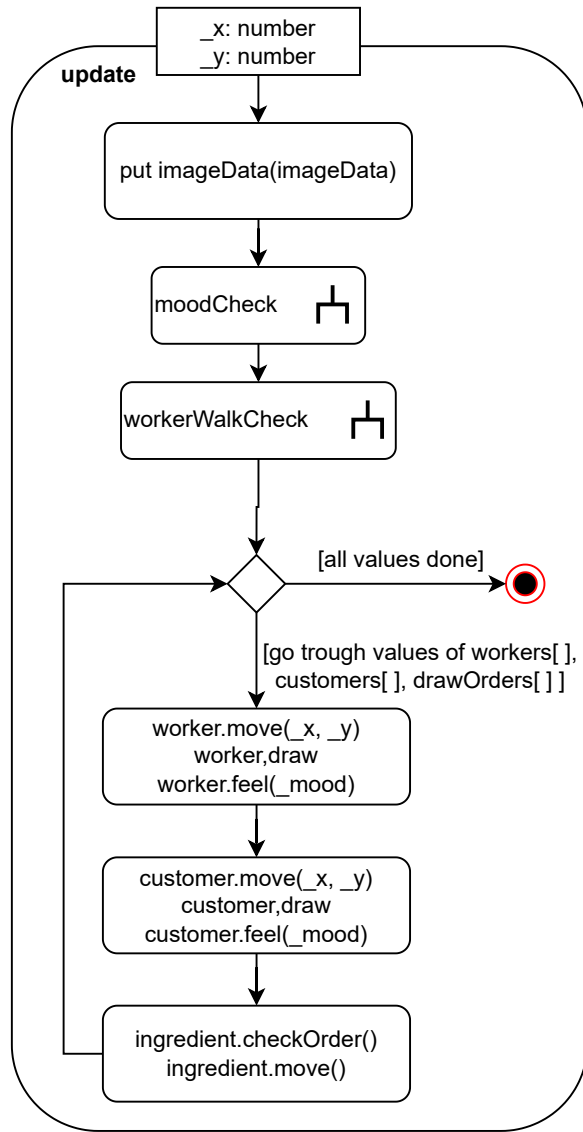 _x: number
_y: number
update
put imageData(imageData)
moodCheck
workerWalkCheck
[all values done]
[go trough values of workers[ ],
customers[ ], drawOrders[ ] ]
worker.move(_x, _y)
worker,draw
worker.feel(_mood)
customer.move(_x, _y)
customer,draw
customer.feel(_mood)
ingredient.checkOrder()
ingredient.move()